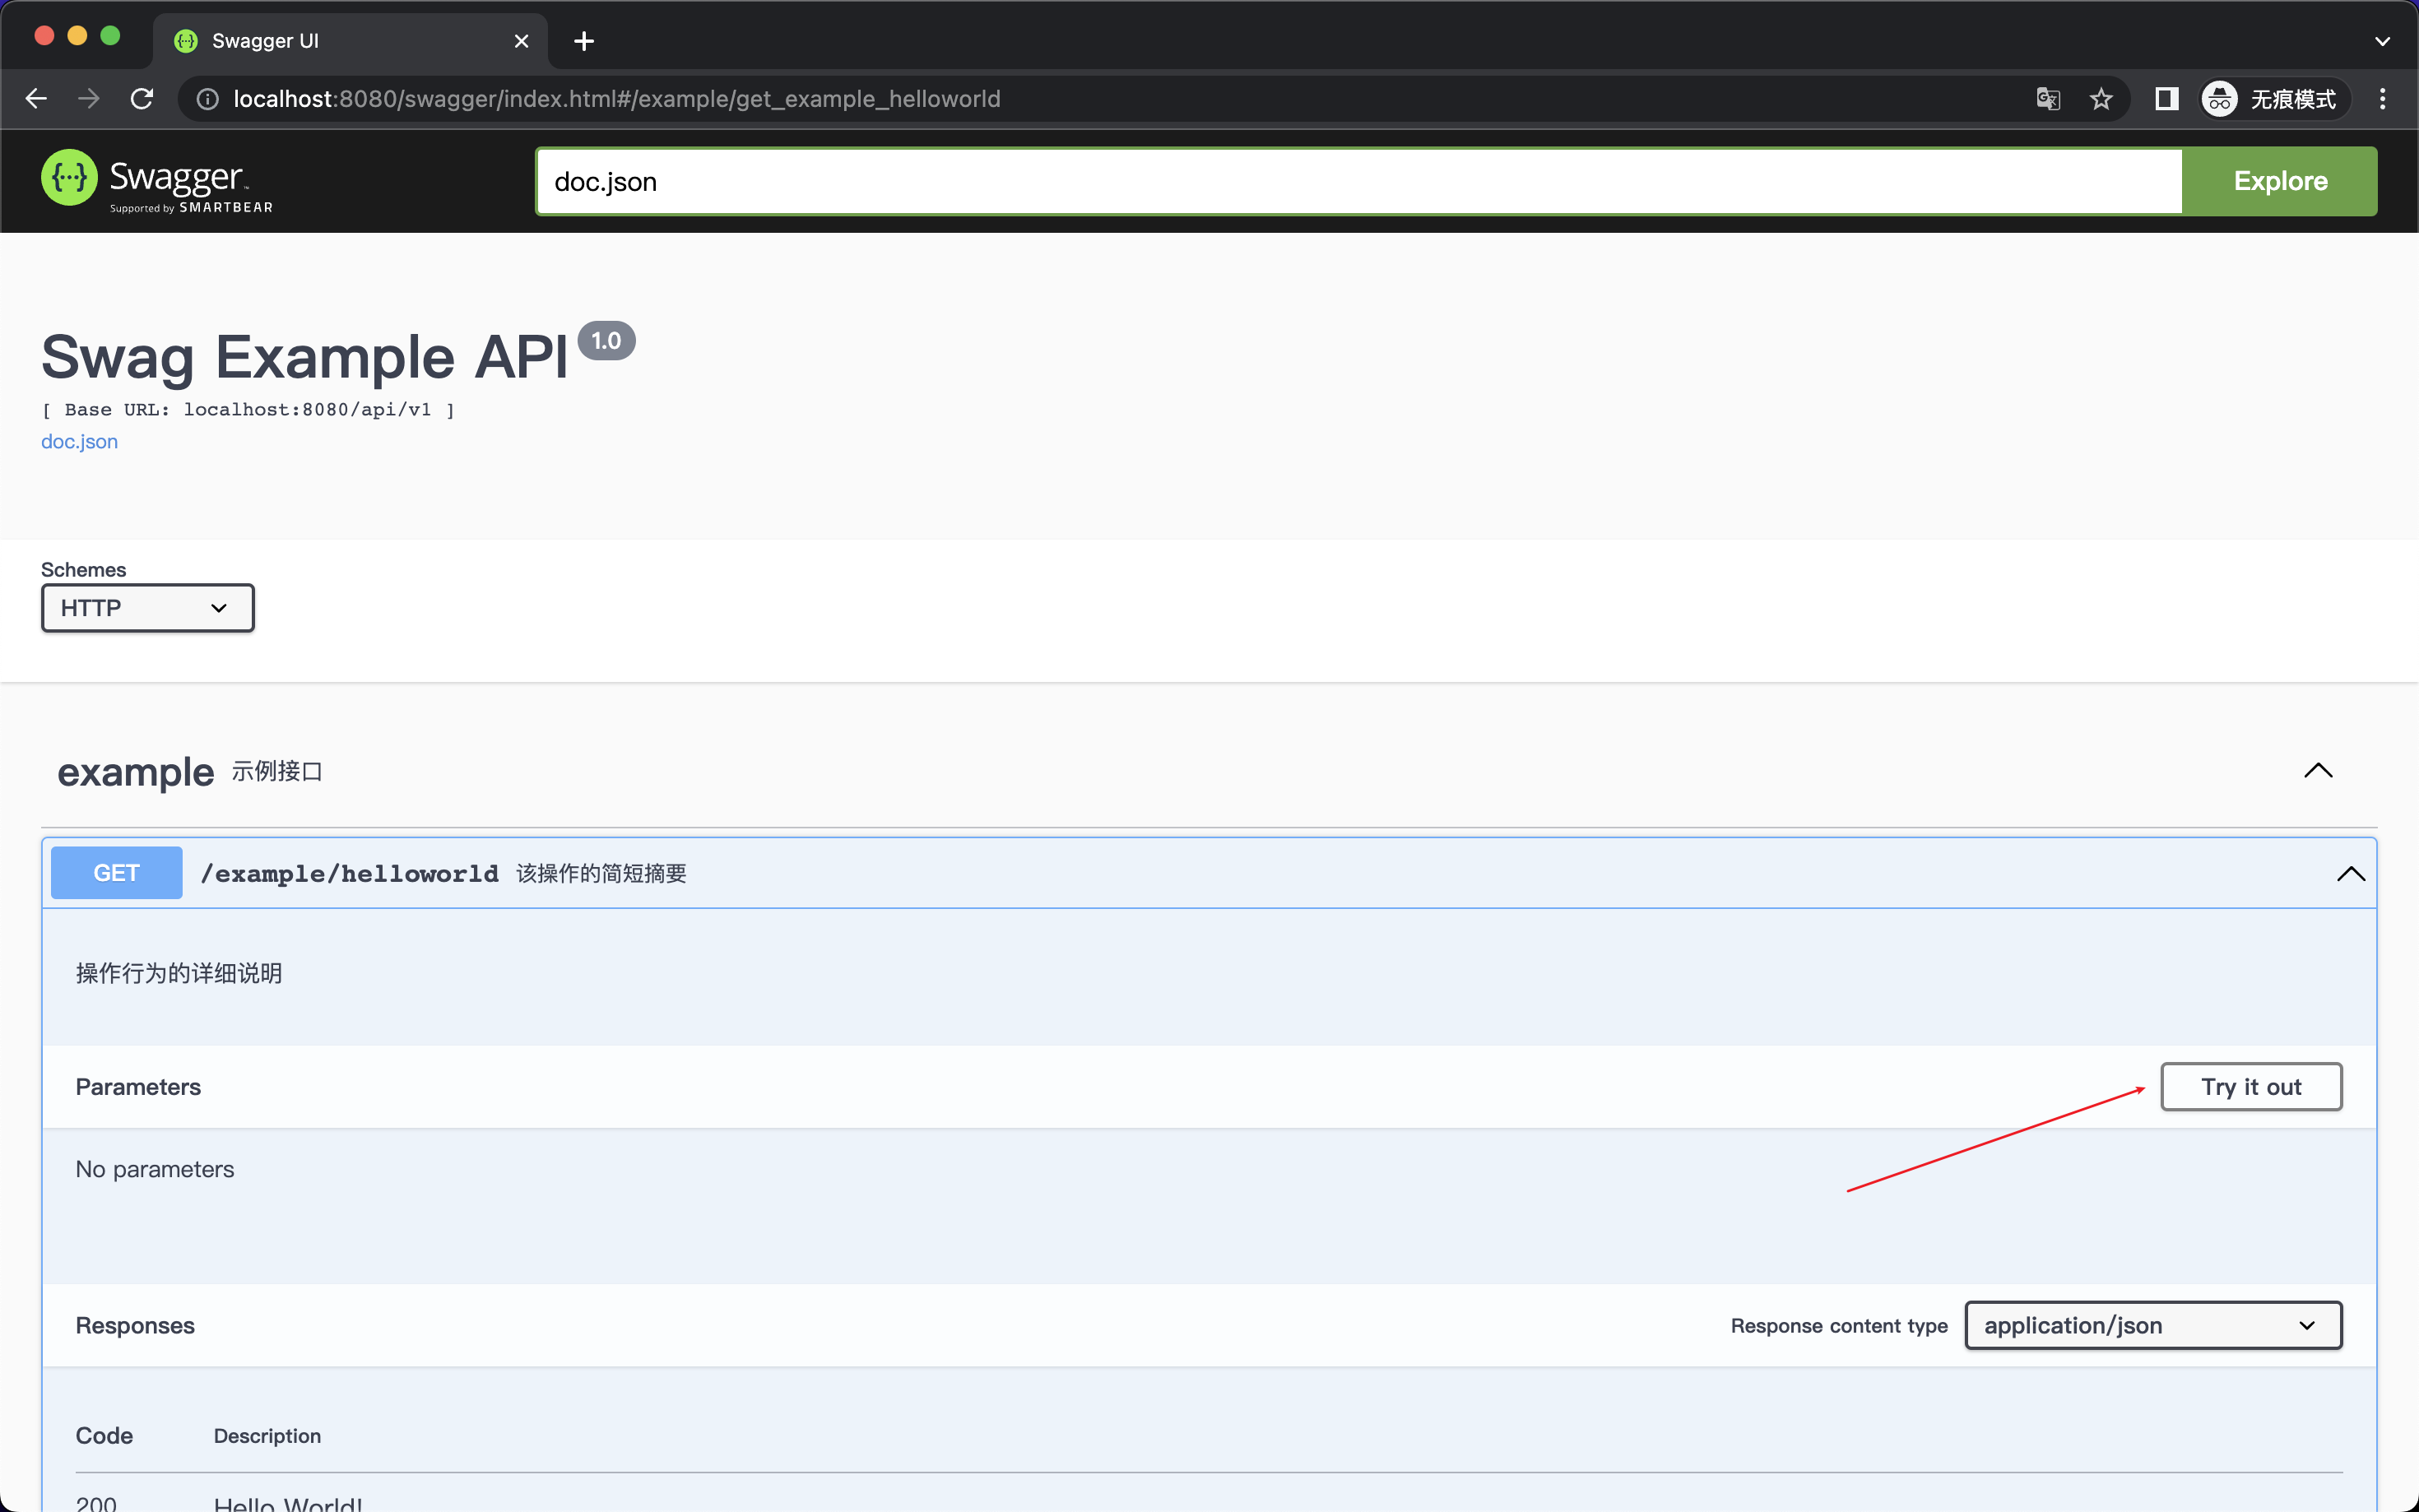 Swagger UI
localhost:8080/swagger/index.html#/example/get_example_helloworld
无痕模式
Swagger
Supported by SMARTBEAR
doc.json
Explore
Swag Example API 1.0
[ Base URL: localhost:8080/api/v1 ]
doc.json
Schemes
HTTP
example 示例接口
GET /example/helloworld 该操作的简短摘要
操作行为的详细说明
Parameters
Try it out
No parameters
Responses
Response content type
application/json
Code Description
200 Hello World!